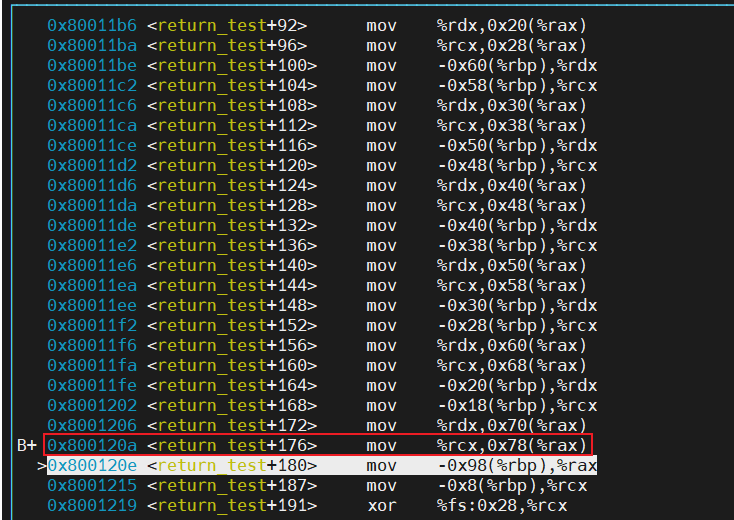 0x80011b6 <return_test+92> mov %rdx,0x20(%rax)
0x80011ba <return_test+96> mov %rcx,0x28(%rax)
0x80011be <return_test+100> mov -0x60(%rbp),%rdx
0x80011c2 <return_test+104> mov -0x58(%rbp),%rcx
0x80011c6 <return_test+108> mov %rdx,0x30(%rax)
0x80011ca <return_test+112> mov %rcx,0x38(%rax)
0x80011ce <return_test+116> mov -0x50(%rbp),%rdx
0x80011d2 <return_test+120> mov -0x48(%rbp),%rcx
0x80011d6 <return_test+124> mov %rdx,0x40(%rax)
0x80011da <return_test+128> mov %rcx,0x48(%rax)
0x80011de <return_test+132> mov -0x40(%rbp),%rdx
0x80011e2 <return_test+136> mov -0x38(%rbp),%rcx
0x80011e6 <return_test+140> mov %rdx,0x50(%rax)
0x80011ea <return_test+144> mov %rcx,0x58(%rax)
0x80011ee <return_test+148> mov -0x30(%rbp),%rdx
0x80011f2 <return_test+152> mov -0x28(%rbp),%rcx
0x80011f6 <return_test+156> mov %rdx,0x60(%rax)
0x80011fa <return_test+160> mov %rcx,0x68(%rax)
0x80011fe <return_test+164> mov -0x20(%rbp),%rdx
0x8001202 <return_test+168> mov -0x18(%rbp),%rcx
0x8001206 <return_test+172> mov %rdx,0x70(%rax)
B+ 0x800120a <return_test+176> mov %rcx,0x78(%rax)
>0x800120e <return_test+180> mov -0x98(%rbp),%rax
0x8001215 <return_test+187> mov -0x8(%rbp),%rcx
0x8001219 <return_test+191> xor %fs:0x28,%rcx